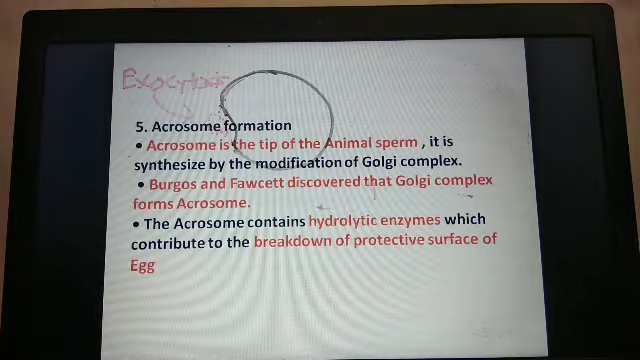 Exocytosis
5. Acrosome formation
• Acrosome is the tip of the Animal sperm , it is
synthesize by the modification of Golgi complex.
• Burgos and Fawcett discovered that Golgi complex
forms Acrosome.
• The Acrosome contains hydrolytic enzymes which
contribute to the breakdown of protective surface of
Egg